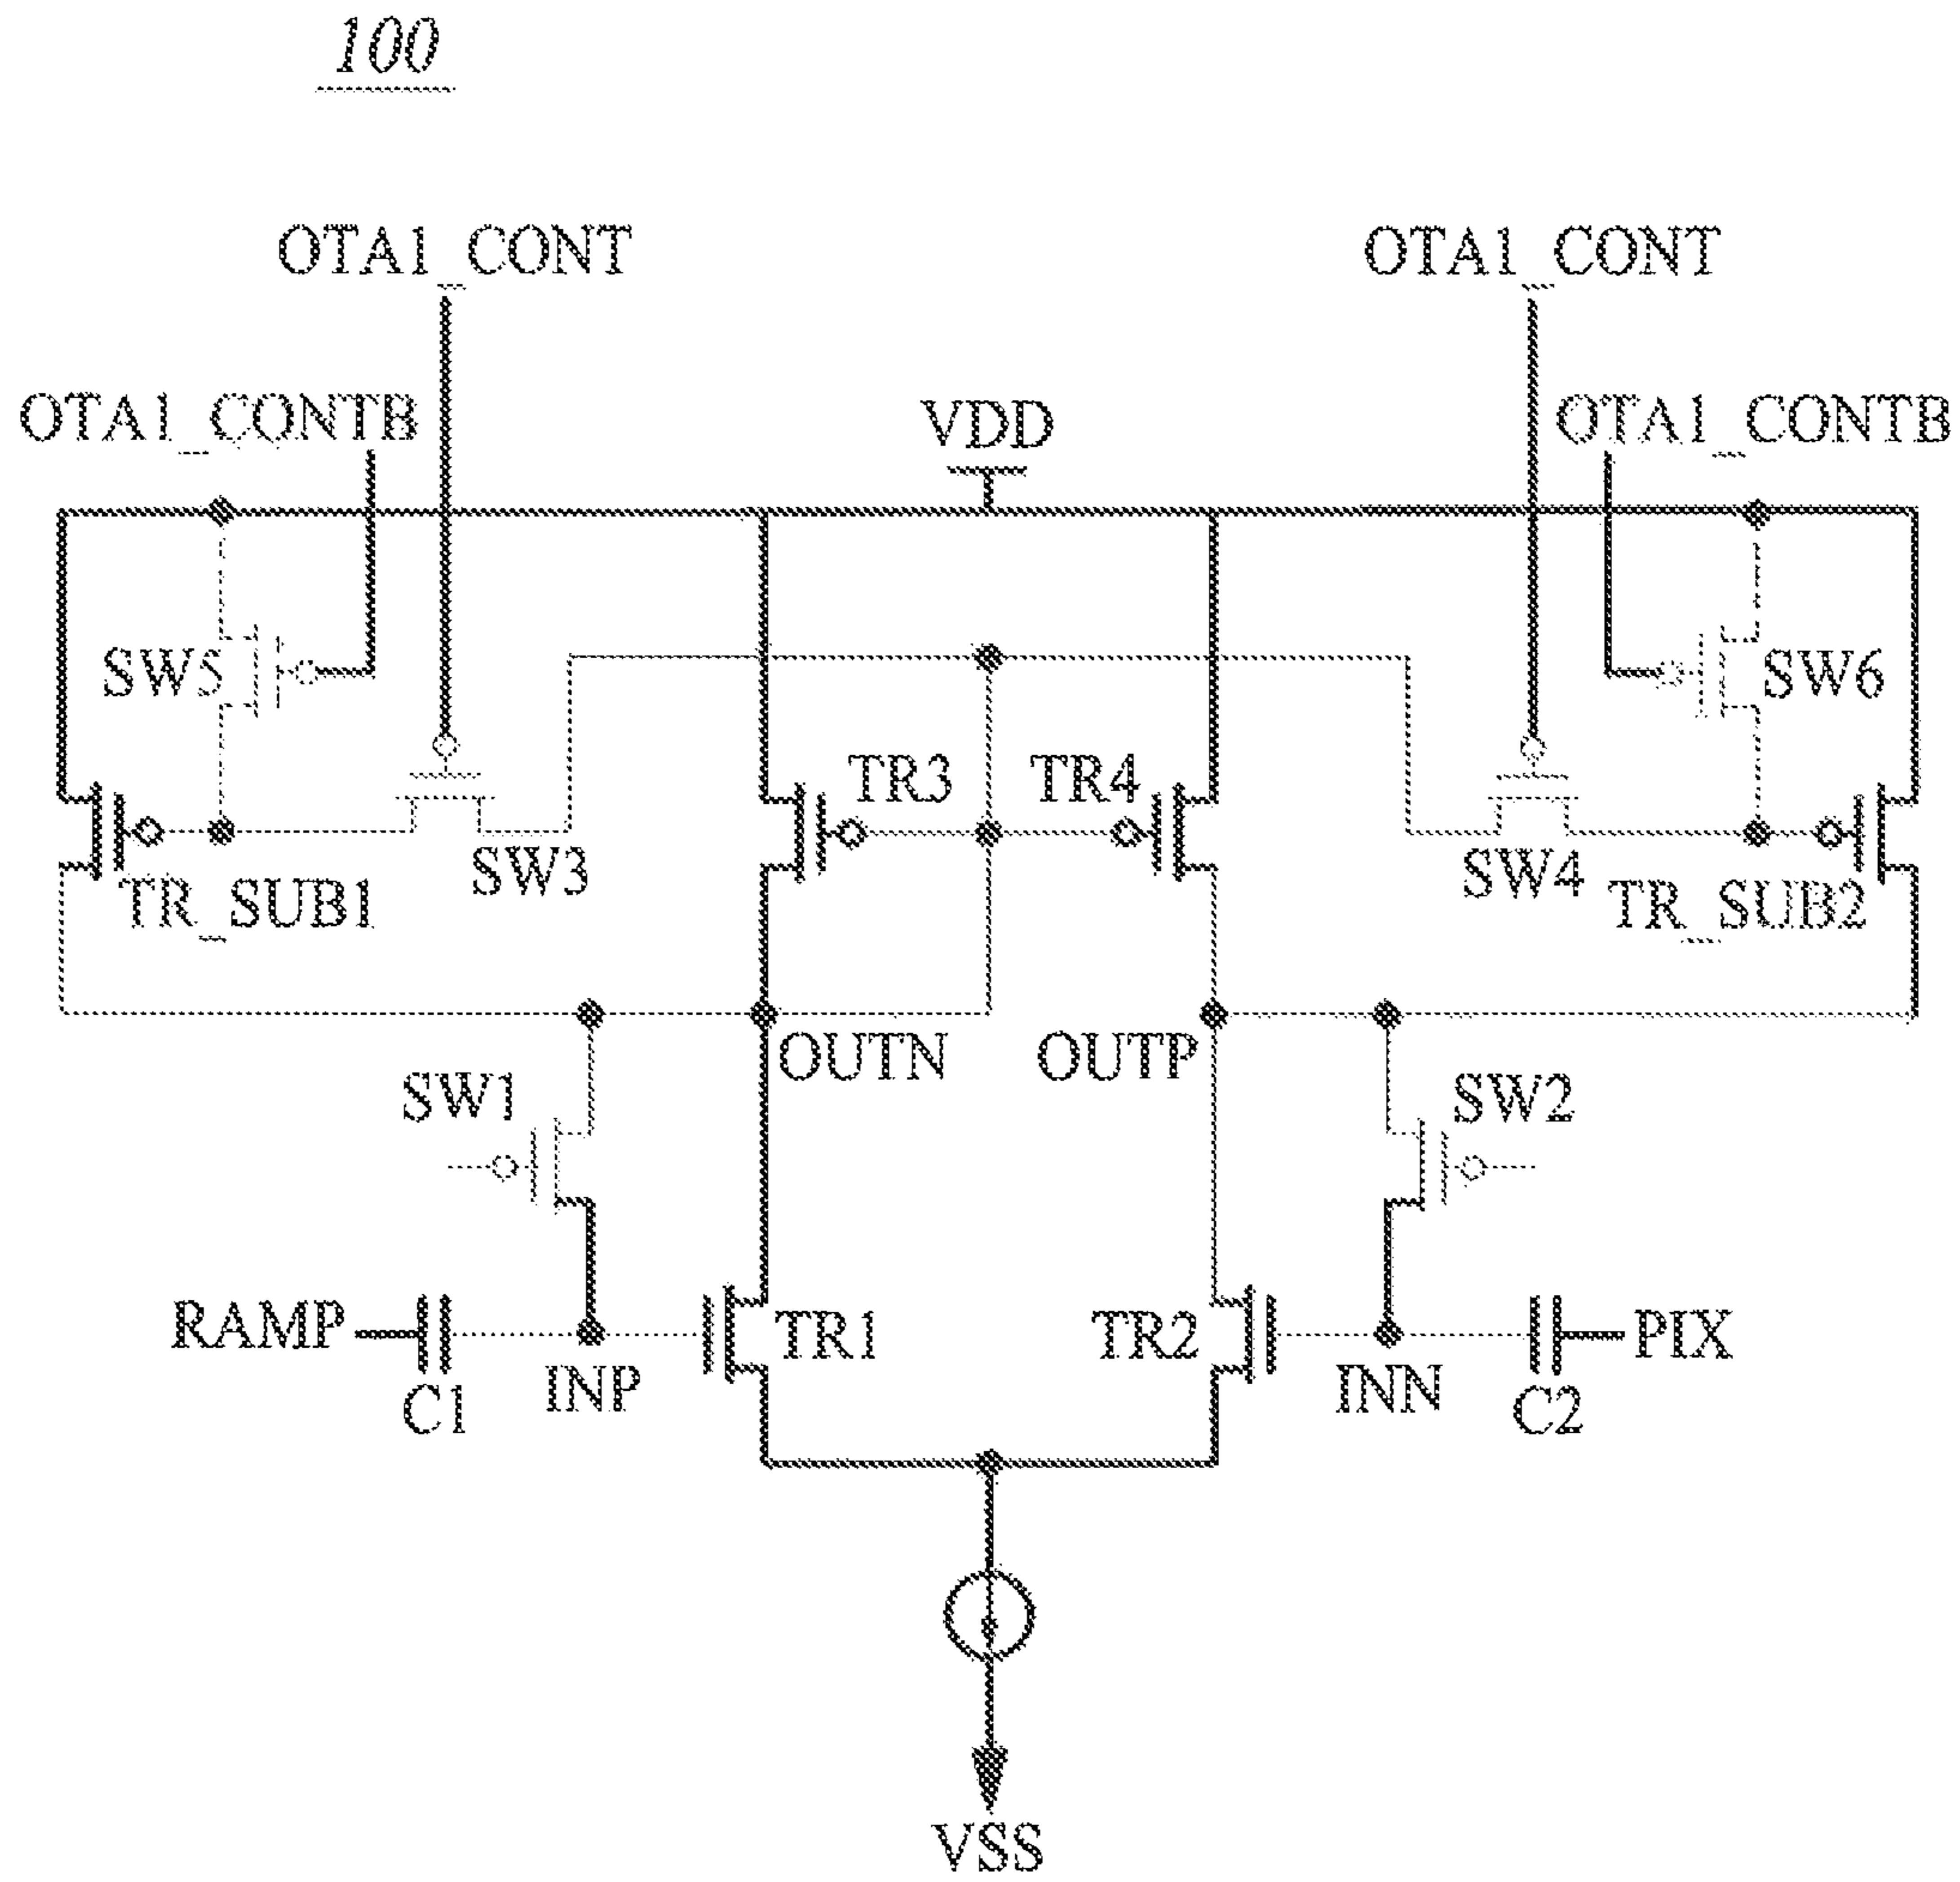 100
OTA1_CONT
OTA1_CONT
OTA1_CONTB
VDD
OTA1_CONTB
SW5
SW6
TR3
TR4
SW3
SW4
TR_SUB1
TR_SUB2
OUTN
OUTP
SW1
SW2
RAMP
TR1
TR2
PIX
C1
INP
INN
C2
VSS